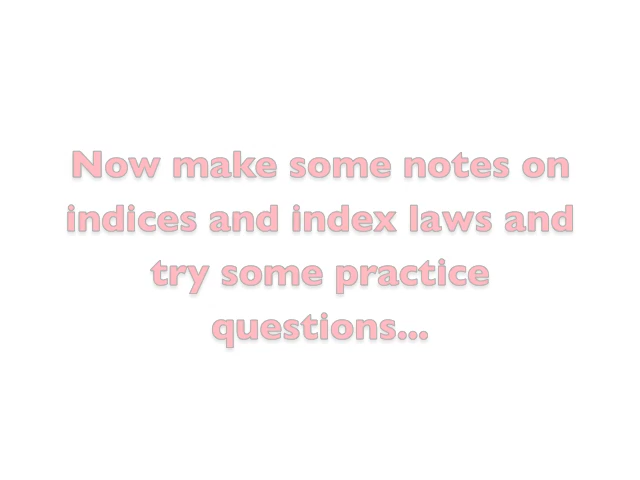 Now make some notes on
indices and index laws and
try some practice
questions...